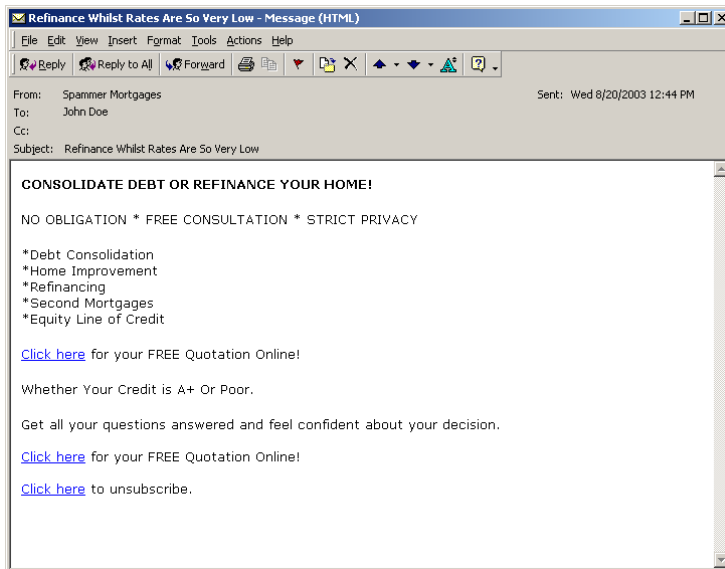 Refinance Whilst Rates Are So Very Low - Message (HTML)
File Edit View Insert Format Tools Actions Help
Reply Reply to All Forward
From: Spammer Mortgages Sent: Wed 8/20/2003 12:44 PM
To: John Doe
Cc:
Subject: Refinance Whilst Rates Are So Very Low
CONSOLIDATE DEBT OR REFINANCE YOUR HOME!
NO OBLIGATION * FREE CONSULTATION * STRICT PRIVACY
*Debt Consolidation
*Home Improvement
*Refinancing
*Second Mortgages
*Equity Line of Credit
Click here for your FREE Quotation Online!
Whether Your Credit is A+ Or Poor.
Get all your questions answered and feel confident about your decision.
Click here for your FREE Quotation Online!
Click here to unsubscribe.